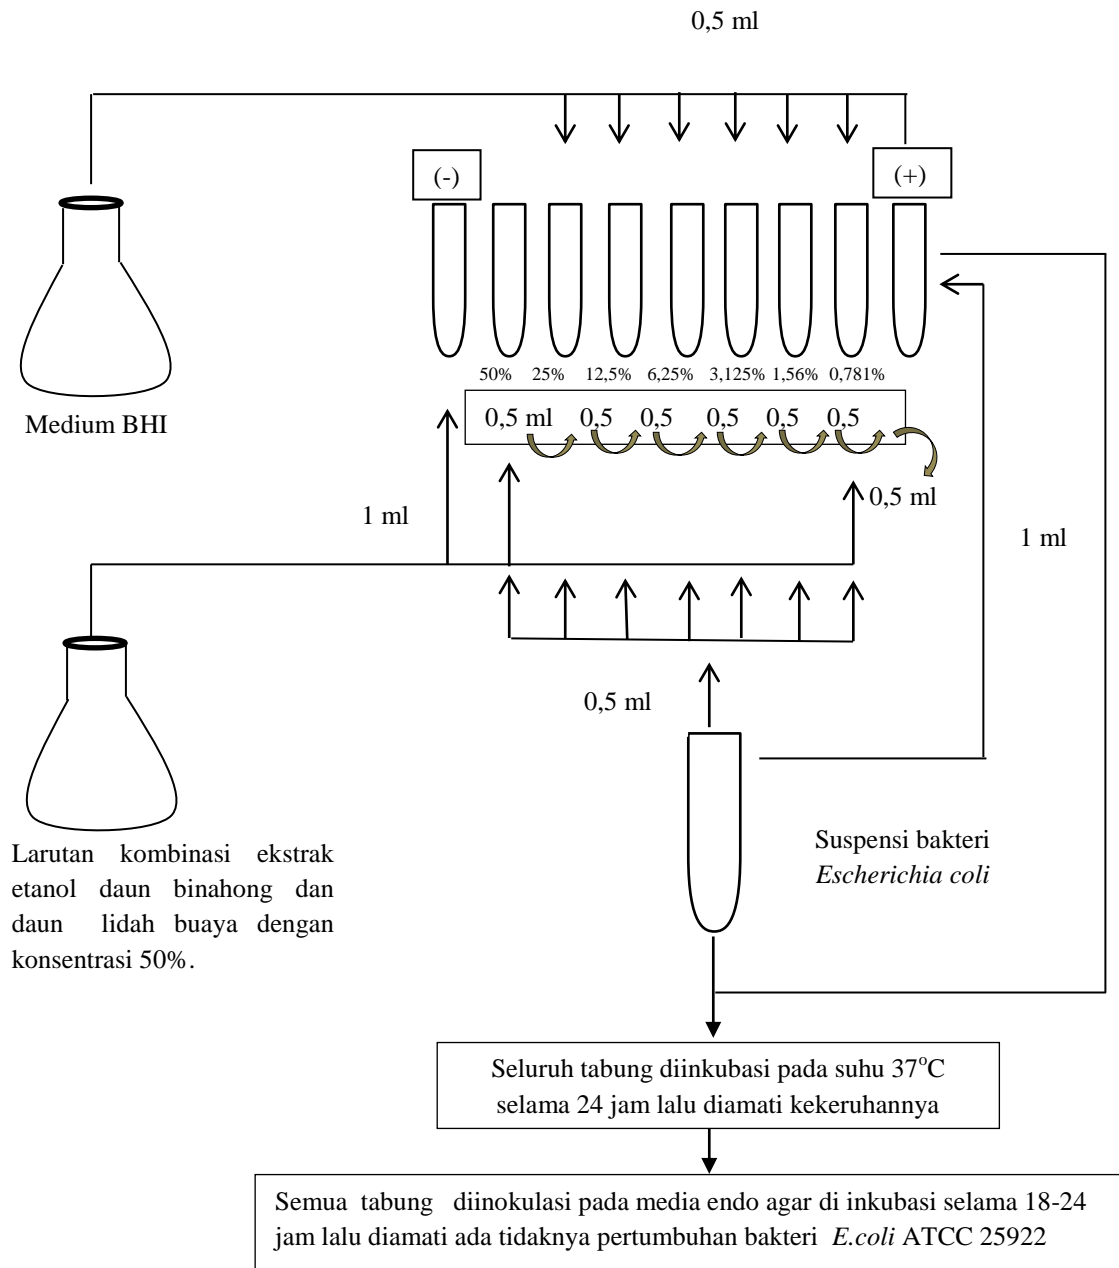 0,5 ml
(-)
(+)
50% 25% 12,5% 6,25% 3,125% 1,56% 0,781%
0,5 ml 0,5 0,5 0,5 0,5 0,5
Medium BHI
0,5 ml
1 ml
1 ml
0,5 ml
Suspensi bakteri
Escherichia coli
Larutan kombinasi ekstrak
etanol daun binahong dan
daun lidah buaya dengan
konsentrasi 50%.
Seluruh tabung diinkubasi pada suhu 37°C
selama 24 jam lalu diamati kekeruhannya
Semua tabung diinokulasi pada media endo agar di inkubasi selama 18-24
jam lalu diamati ada tidaknya pertumbuhan bakteri E.coli ATCC 25922